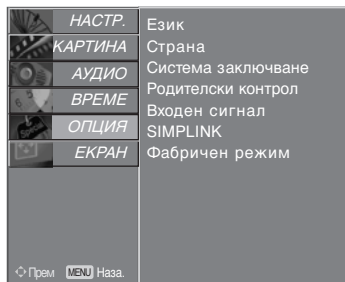 НАСТР.
КАРТИНА
АУДИО
ВРЕМЕ
ОПЦИЯ
ЕКРАН
Език
Страна
Система заключване
Родителски контрол
Входен сигнал
SIMPLINK
Фабричен режим
Прем MENU Наза.